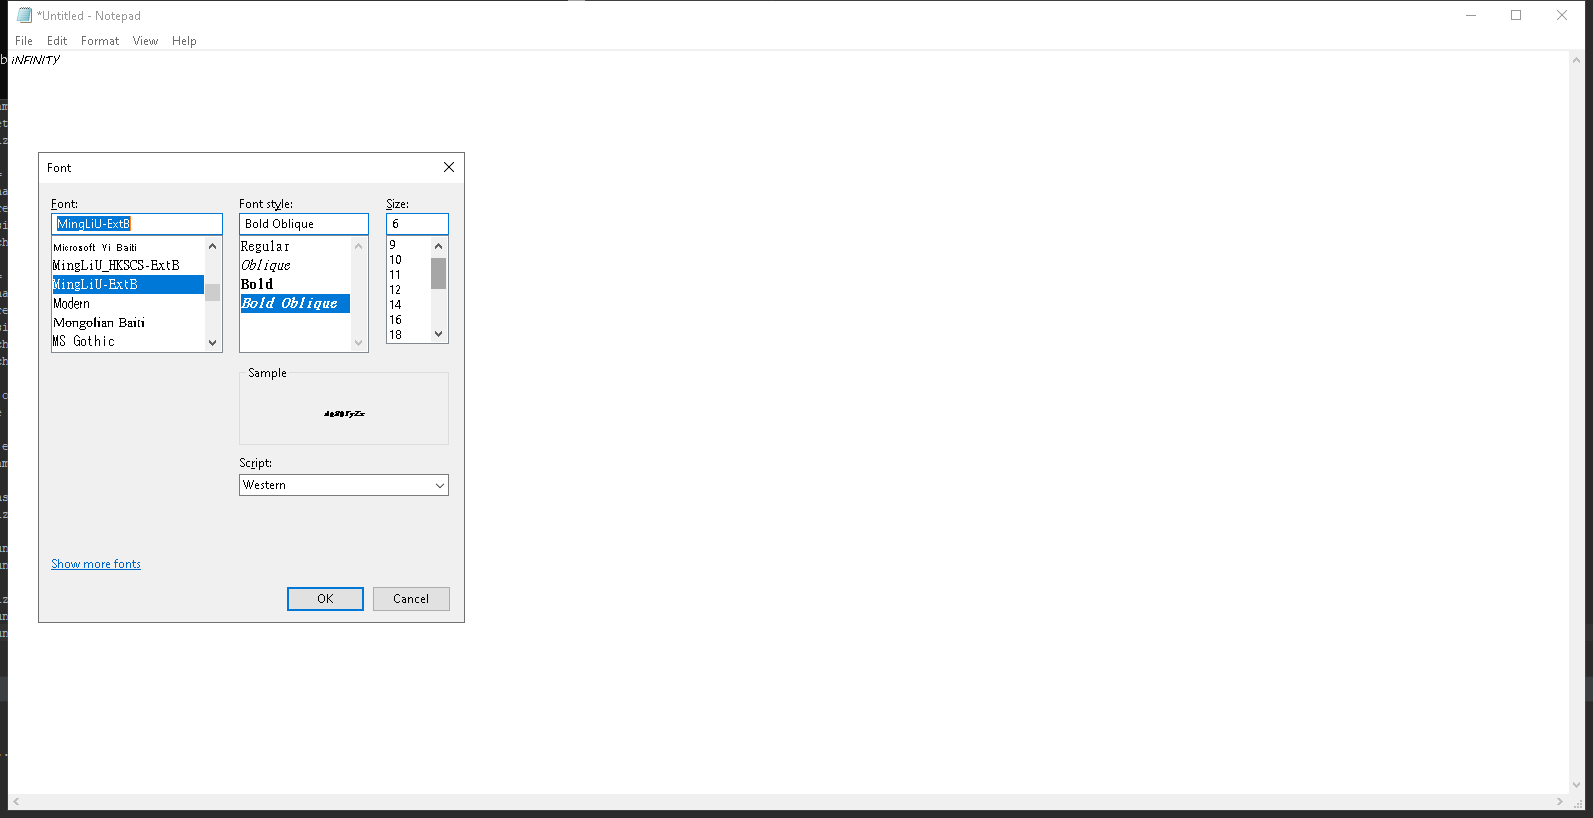 *Untitled - Notepad
File Edit Format View Help
iNFINITY
Font
Font: Font style: Size:
MingLiU-ExtB Bold Oblique 6
Microsoft Yi Baiti
MingLiU_HKSCS-ExtB
MingLiU-ExtB
Modern
Mongolian Baiti
MS Gothic
Regular
Oblique
Bold
Bold Oblique
9
10
11
12
14
16
18
Sample
AaBbYyZz
Script:
Western
Show more fonts
OK Cancel